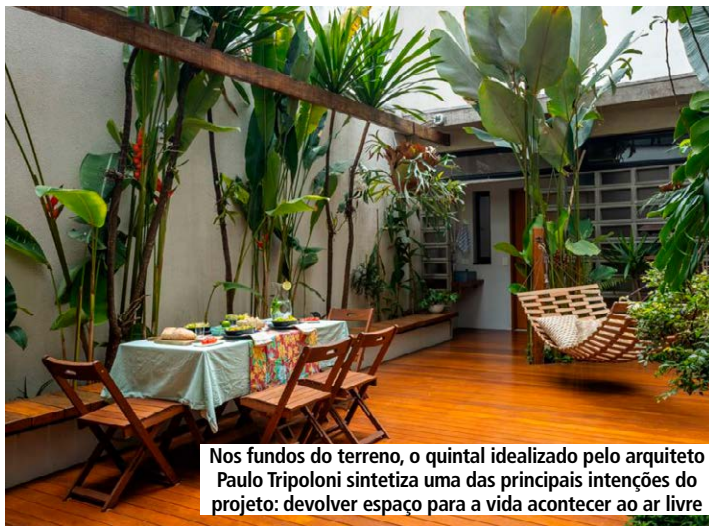 Nos fundos do terreno, o quintal idealizado pelo arquiteto
Paulo Tripoloni sintetiza uma das principais intenções do
projeto: devolver espaço para a vida acontecer ao ar livre